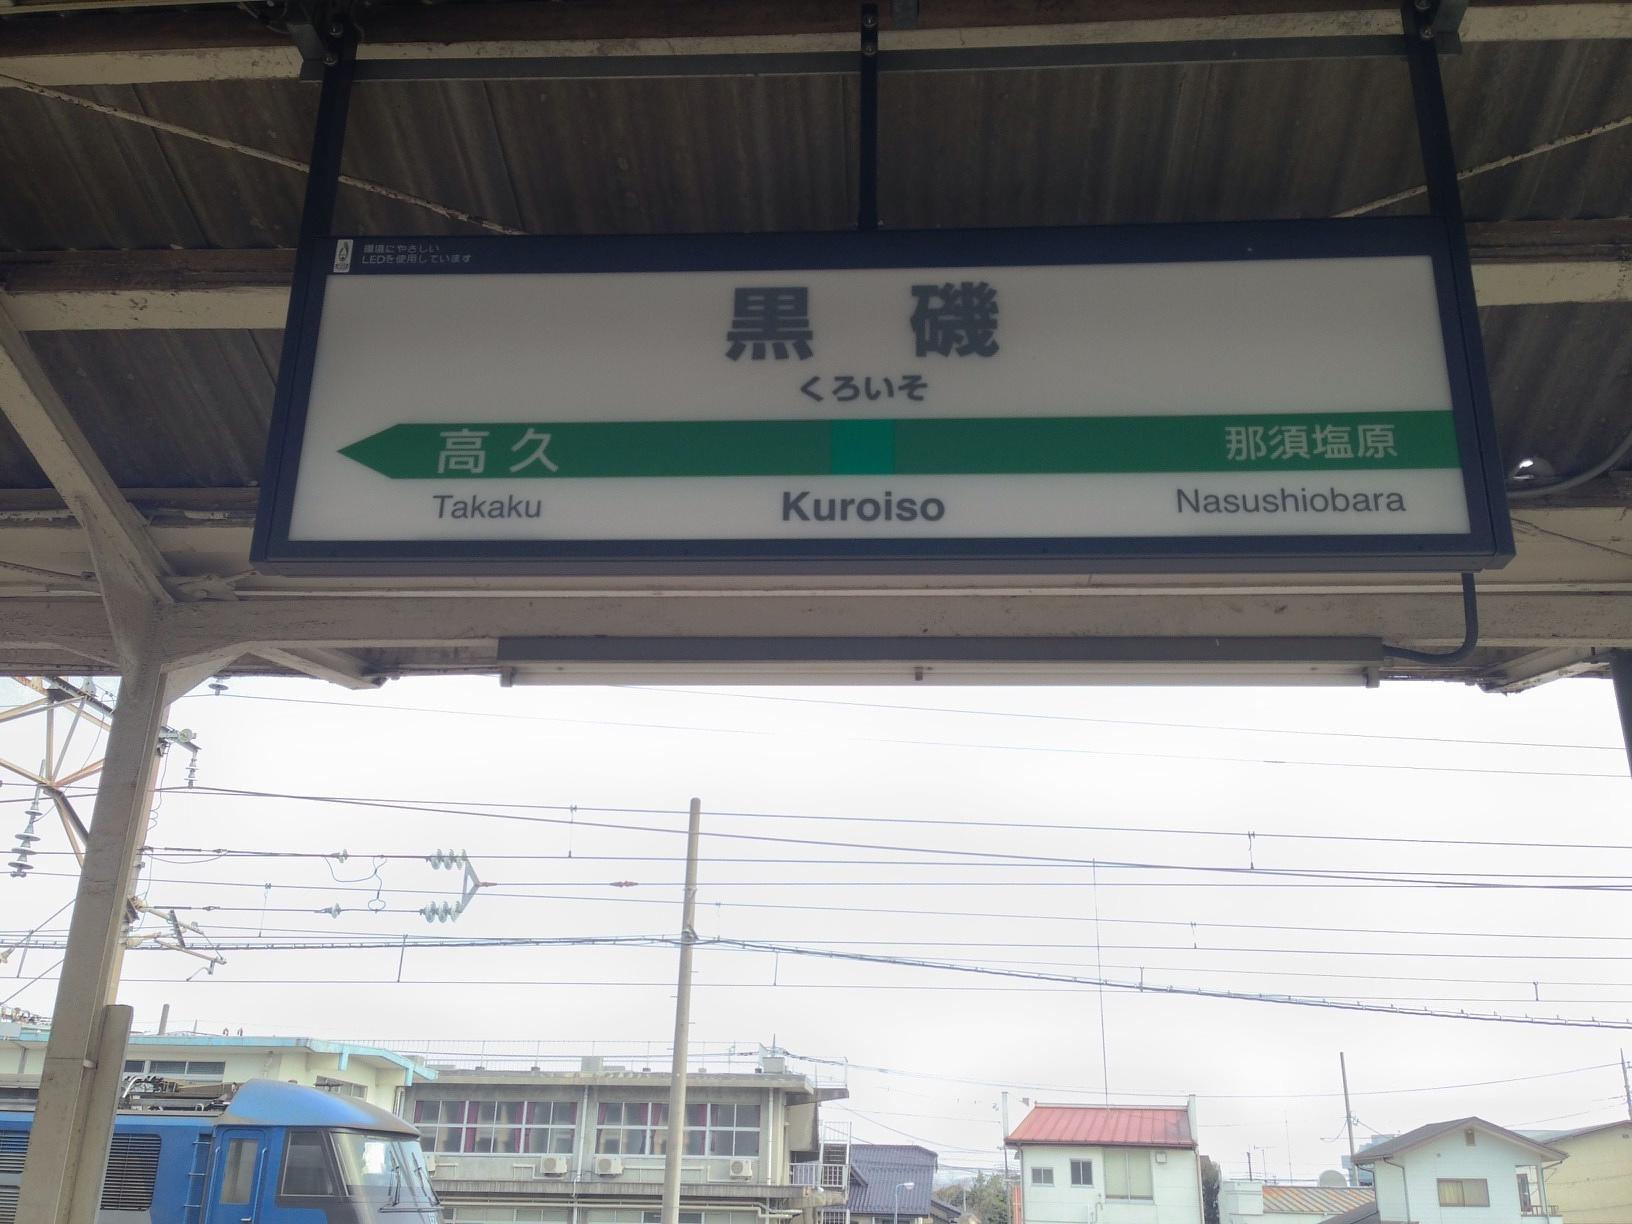 環境にやさしい
LEDを使用しています
黒磯
くろいそ
高久 那須塩原
Takaku Kuroiso Nasushiobara